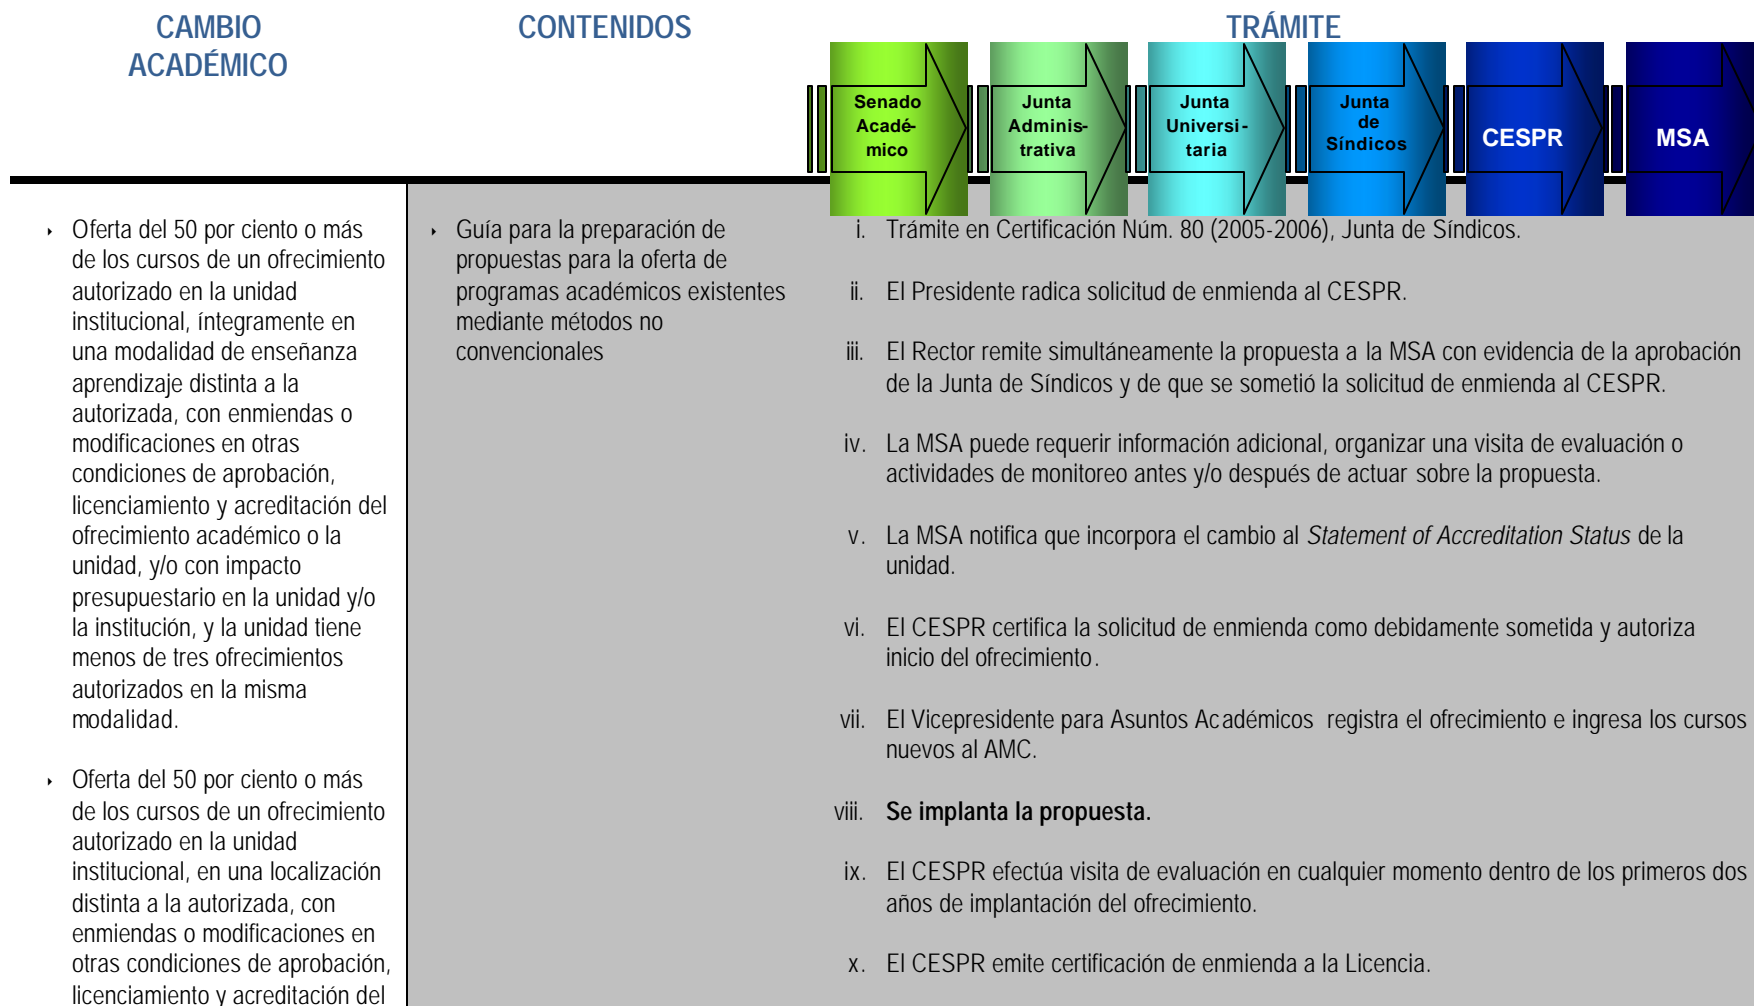 CAMBIO
ACADÉMICO
CONTENIDOS
TRÁMITE
Senado
Acadé-
mico
Junta
Adminis-
trativa
Junta
Universi-
taria
Junta
de
Síndicos
CESPR
MSA
‣ Oferta del 50 por ciento o más
de los cursos de un ofrecimiento
autorizado en la unidad
institucional, íntegramente en
una modalidad de enseñanza
aprendizaje distinta a la
autorizada, con enmiendas o
modificaciones en otras
condiciones de aprobación,
licenciamiento y acreditación del
ofrecimiento académico o la
unidad, y/o con impacto
presupuestario en la unidad y/o
la institución, y la unidad tiene
menos de tres ofrecimientos
autorizados en la misma
modalidad.
‣ Oferta del 50 por ciento o más
de los cursos de un ofrecimiento
autorizado en la unidad
institucional, en una localización
distinta a la autorizada, con
enmiendas o modificaciones en
otras condiciones de aprobación,
licenciamiento y acreditación del
‣ Guía para la preparación de
propuestas para la oferta de
programas académicos existentes
mediante métodos no
convencionales
i. Trámite en Certificación Núm. 80 (2005-2006), Junta de Síndicos.
ii. El Presidente radica solicitud de enmienda al CESPR.
iii. El Rector remite simultáneamente la propuesta a la MSA con evidencia de la aprobación
de la Junta de Síndicos y de que se sometió la solicitud de enmienda al CESPR.
iv. La MSA puede requerir información adicional, organizar una visita de evaluación o
actividades de monitoreo antes y/o después de actuar sobre la propuesta.
v. La MSA notifica que incorpora el cambio al Statement of Accreditation Status de la
unidad.
vi. El CESPR certifica la solicitud de enmienda como debidamente sometida y autoriza
inicio del ofrecimiento.
vii. El Vicepresidente para Asuntos Académicos registra el ofrecimiento e ingresa los cursos
nuevos al AMC.
viii. Se implanta la propuesta.
ix. El CESPR efectúa visita de evaluación en cualquier momento dentro de los primeros dos
años de implantación del ofrecimiento.
x. El CESPR emite certificación de enmienda a la Licencia.